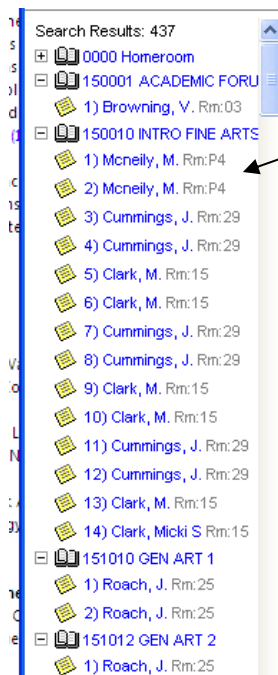 Search Results: 437
0000 Homeroom
150001 ACADEMIC FORU
1) Browning, V. Rm:03
150010 INTRO FINE ARTS
1) Mcneily, M. Rm:P4
2) Mcneily, M. Rm:P4
3) Cummings, J. Rm:29
4) Cummings, J. Rm:29
5) Clark, M. Rm:15
6) Clark, M. Rm:15
7) Cummings, J. Rm:29
8) Cummings, J. Rm:29
9) Clark, M. Rm:15
10) Clark, M. Rm:15
11) Cummings, J. Rm:29
12) Cummings, J. Rm:29
13) Clark, M. Rm:15
14) Clark, Micki S Rm:15
151010 GEN ART 1
1) Roach, J. Rm:25
2) Roach, J. Rm:25
151012 GEN ART 2
1) Roach, J. Rm:25